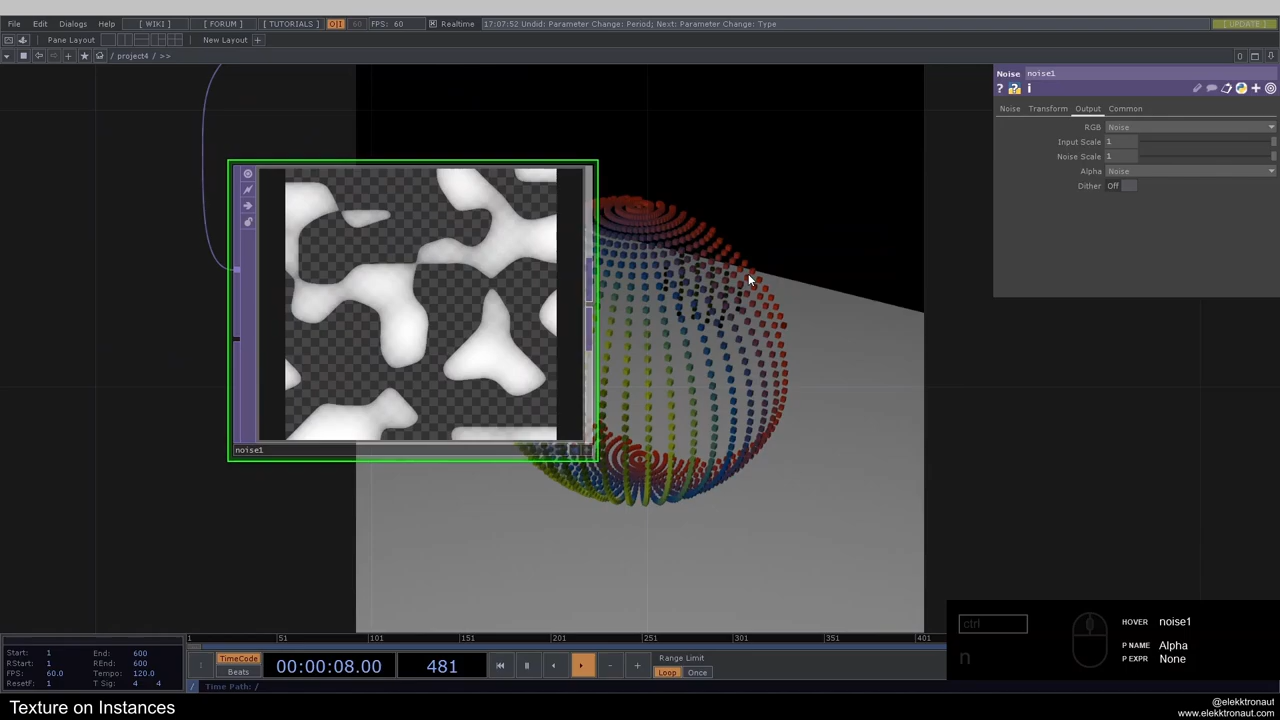 File Edit Dialogs Help [ WIKI ] [ FORUM ] [ TUTORIALS ] O|I 60 FPS: 60 Realtime 17:07:52 Undid: Parameter Change: Period; Next: Parameter Change: Type [ UPDATE ]
Pane Layout New Layout +
/ project4 / >> 0
Noise noise1
Noise Transform Output Common
RGB Noise
Input Scale 1
Noise Scale 1
Alpha Noise
Dither Off
noise1
ctrl
n
HOVER noise1
P NAME Alpha
P EXPR None
1 51 101 151 201 251 301 351 401
Start: 1 End: 600
RStart: 1 REnd: 600
FPS: 60.0 Tempo: 120.0
ResetF: 1 T Sig: 4 4
TimeCode
Beats
00:00:08.00 481
Range Limit
Loop Once
/ Time Path: /
Texture on Instances
@elekktronaut
www.elekktronaut.com